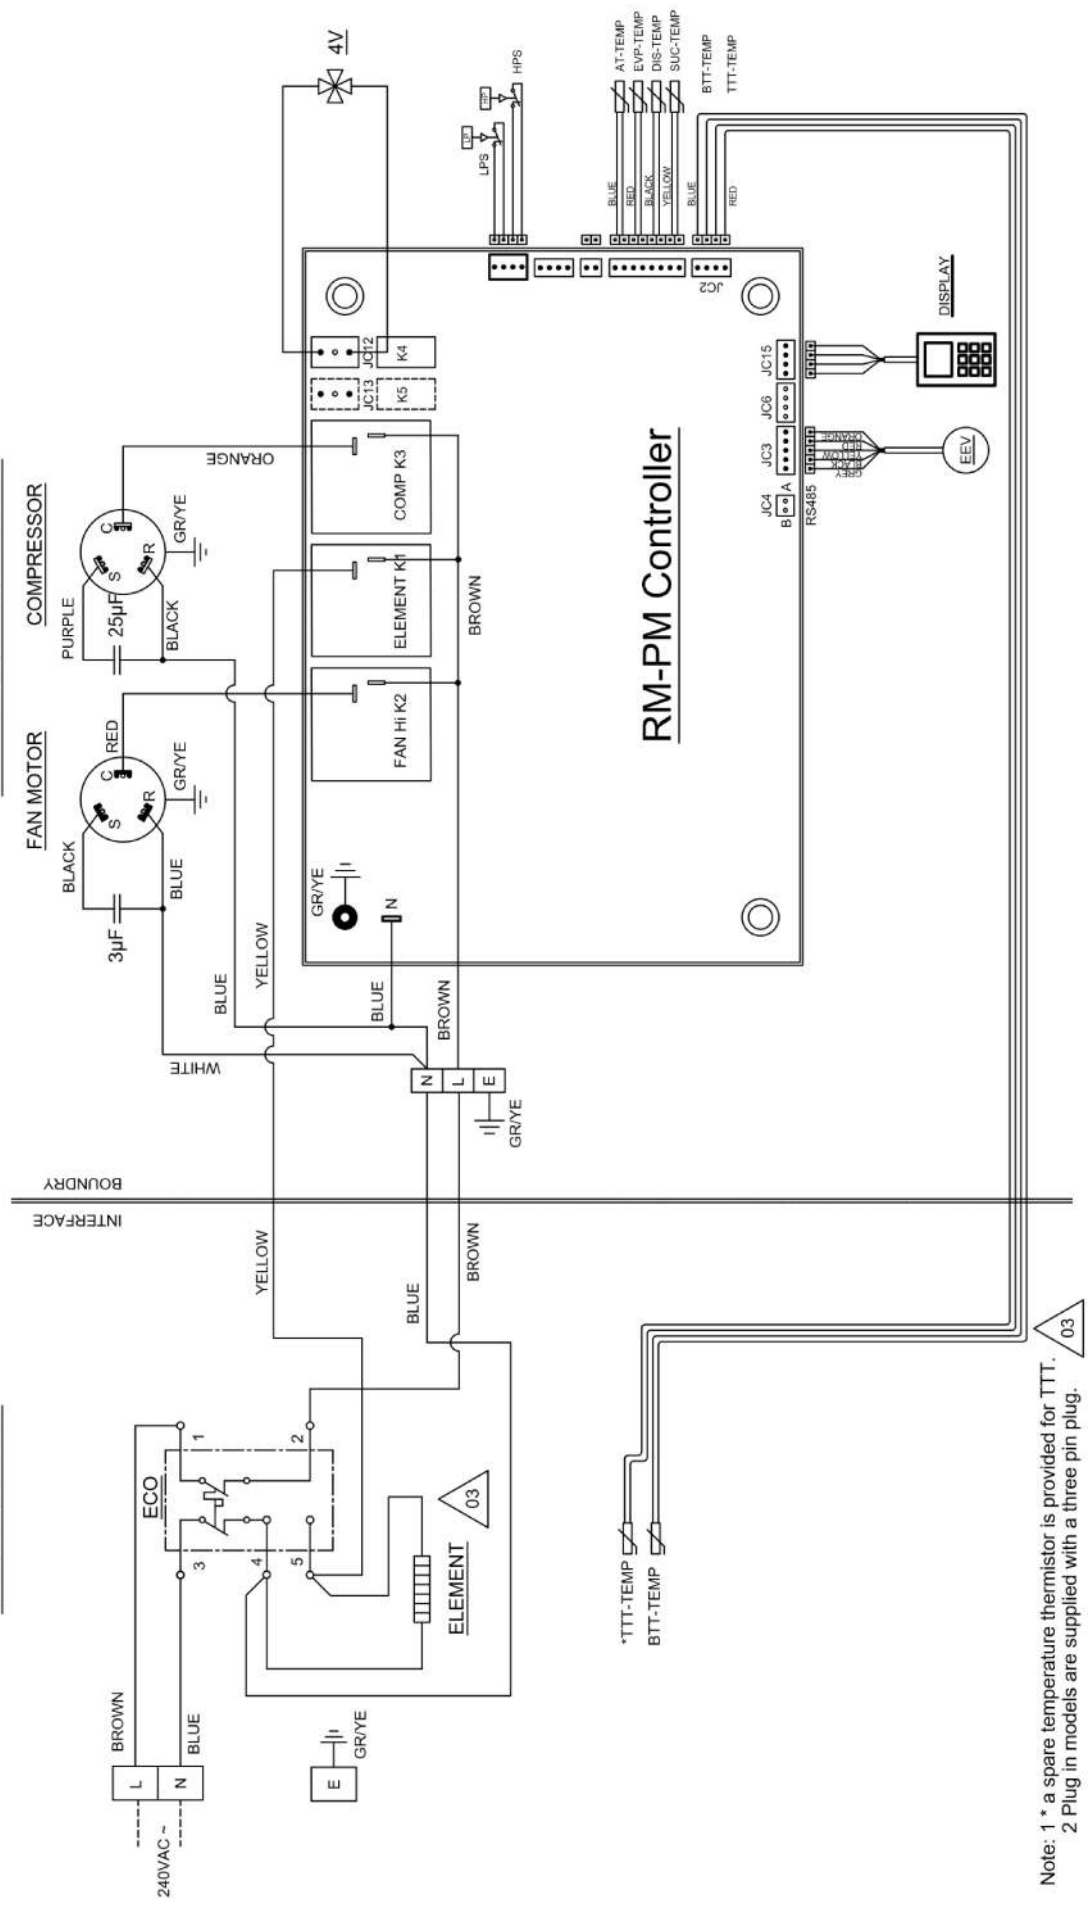 4V
HPS
HP
LP
LPS
AT-TEMP
EVP-TEMP
DIS-TEMP
SUC-TEMP
BTT-TEMP
TTT-TEMP
BLUE
RED
BLACK
YELLOW
BLUE
RED
JC2
JC12
K4
JC13
K5
COMP K3
ELEMENT K1
FAN Hi K2
BROWN
RM-PM Controller
GR/YE
N
JC15
JC6
JC3
JC4
B
A
RS485
ORANGE
RED
YELLOW
BLACK
GREY
EEV
DISPLAY
COMPRESSOR
PURPLE
25µF
BLACK
S
C
R
GR/YE
ORANGE
FAN MOTOR
BLACK
3µF
BLUE
RED
S
C
R
GR/YE
BLUE
YELLOW
WHITE
BLUE
BROWN
N
L
E
GR/YE
BOUNDRY
INTERFACE
YELLOW
BLUE
BROWN
ECO
1
2
3
4
5
ELEMENT
03
BROWN
BLUE
L
N
240VAC ~
E
GR/YE
*TTT-TEMP
BTT-TEMP
03
Note: 1 * a spare temperature thermistor is provided for TTT.
2 Plug in models are supplied with a three pin plug.